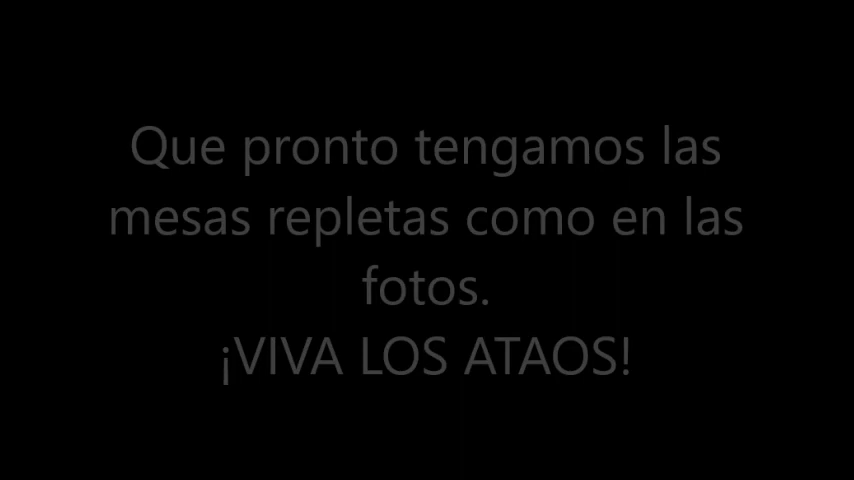 Que pronto tengamos las
mesas repletas como en las
fotos.
¡VIVA LOS ATAOS!